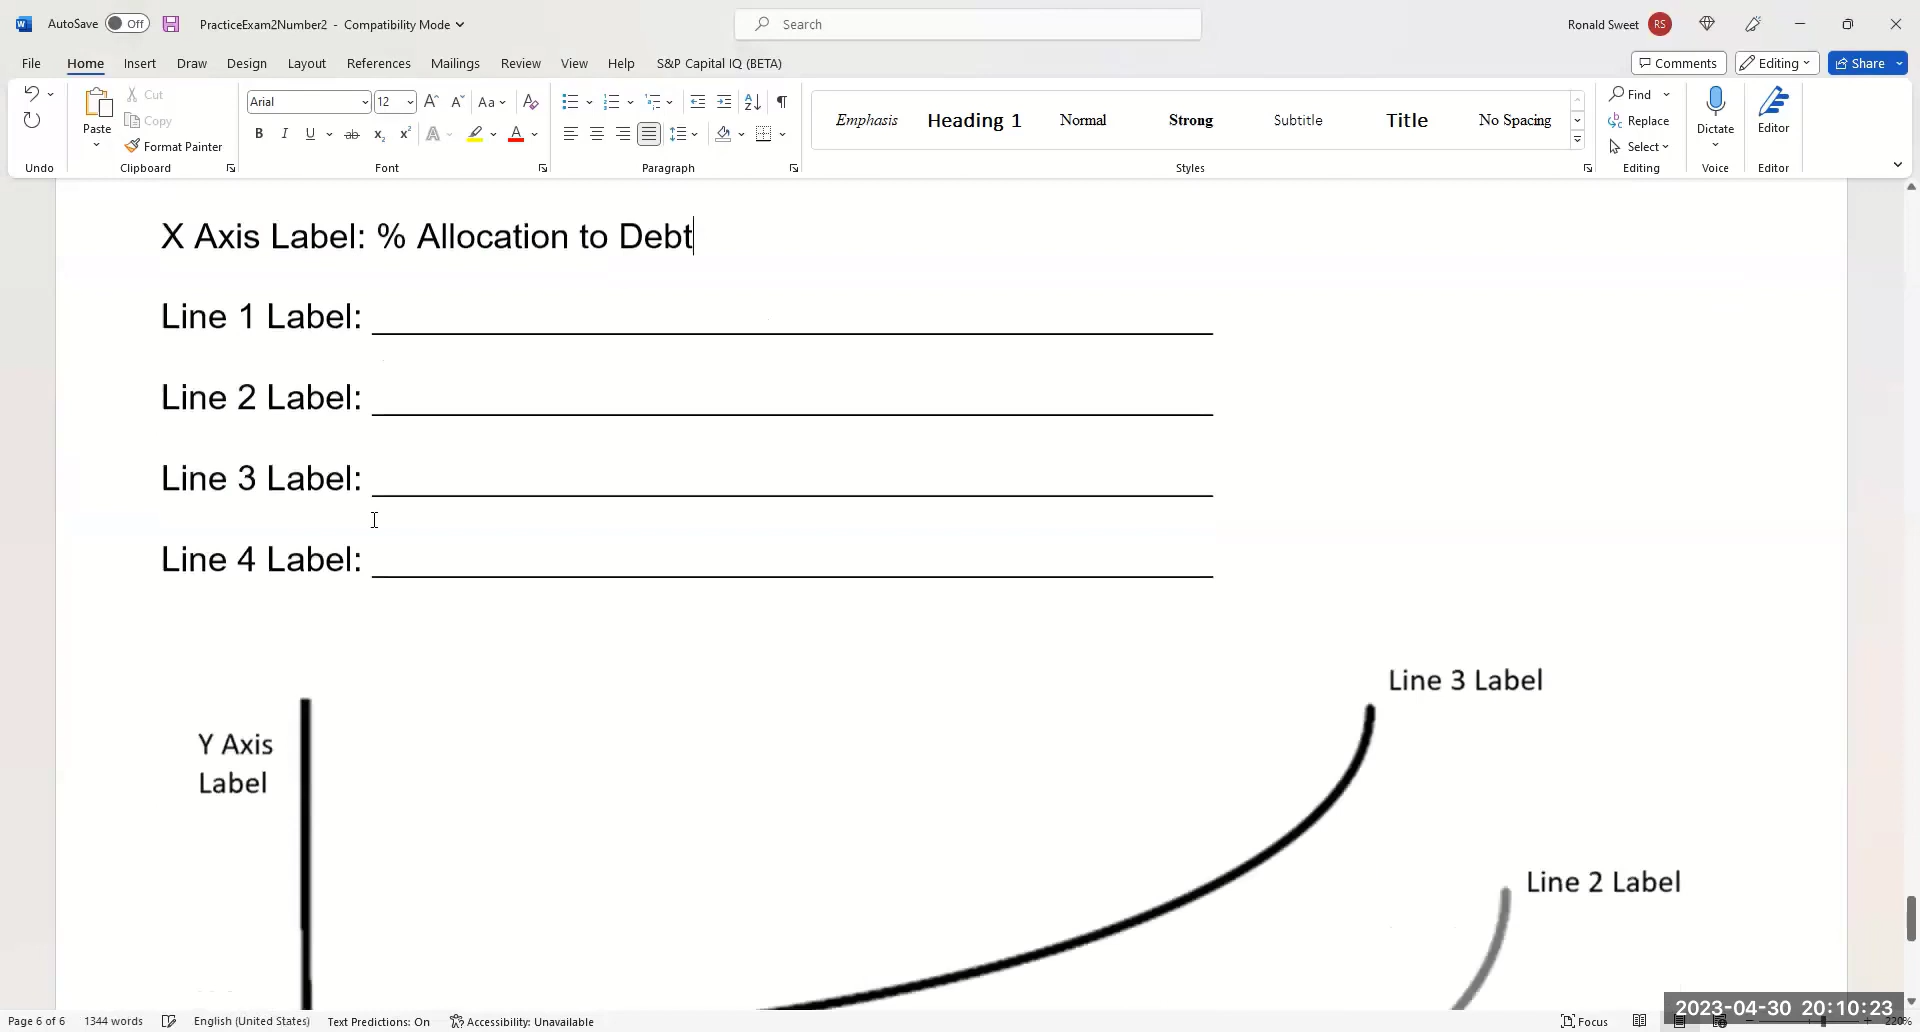 AutoSave Off PracticeExam2Number2 - Compatibility Mode Search Ronald Sweet RS
File Home Insert Draw Design Layout References Mailings Review View Help S&P Capital IQ (BETA) Comments Editing Share
Paste Cut Copy Format Painter
Arial 12 Aa
B I U ab x₂ x² A A
Emphasis Heading 1 Normal Strong Subtitle Title No Spacing
Find Replace Select
Dictate Editor
Undo Clipboard Font Paragraph Styles Editing Voice Editor
X Axis Label: % Allocation to Debt
Line 1 Label:
Line 2 Label:
Line 3 Label:
Line 4 Label:
Line 3 Label
Y Axis
Label
Line 2 Label
Page 6 of 6 1344 words English (United States) Text Predictions: On Accessibility: Unavailable Focus 220%
2023-04-30 20:10:23